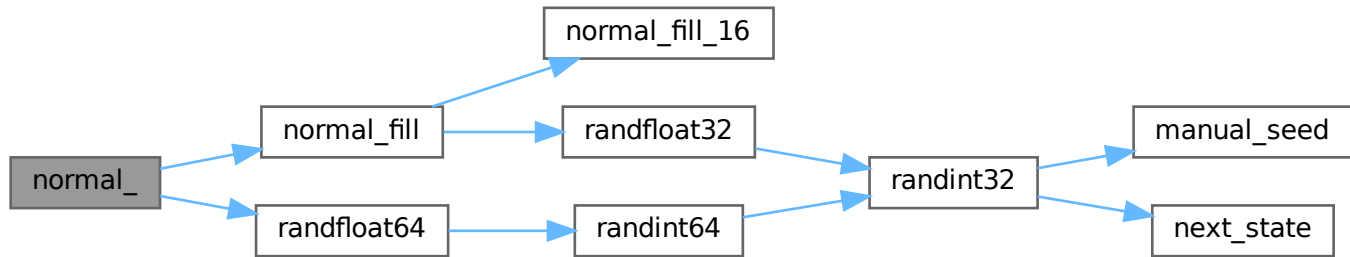 normal_
normal_fill
randfloat64
normal_fill_16
randfloat32
randint64
randint32
manual_seed
next_state